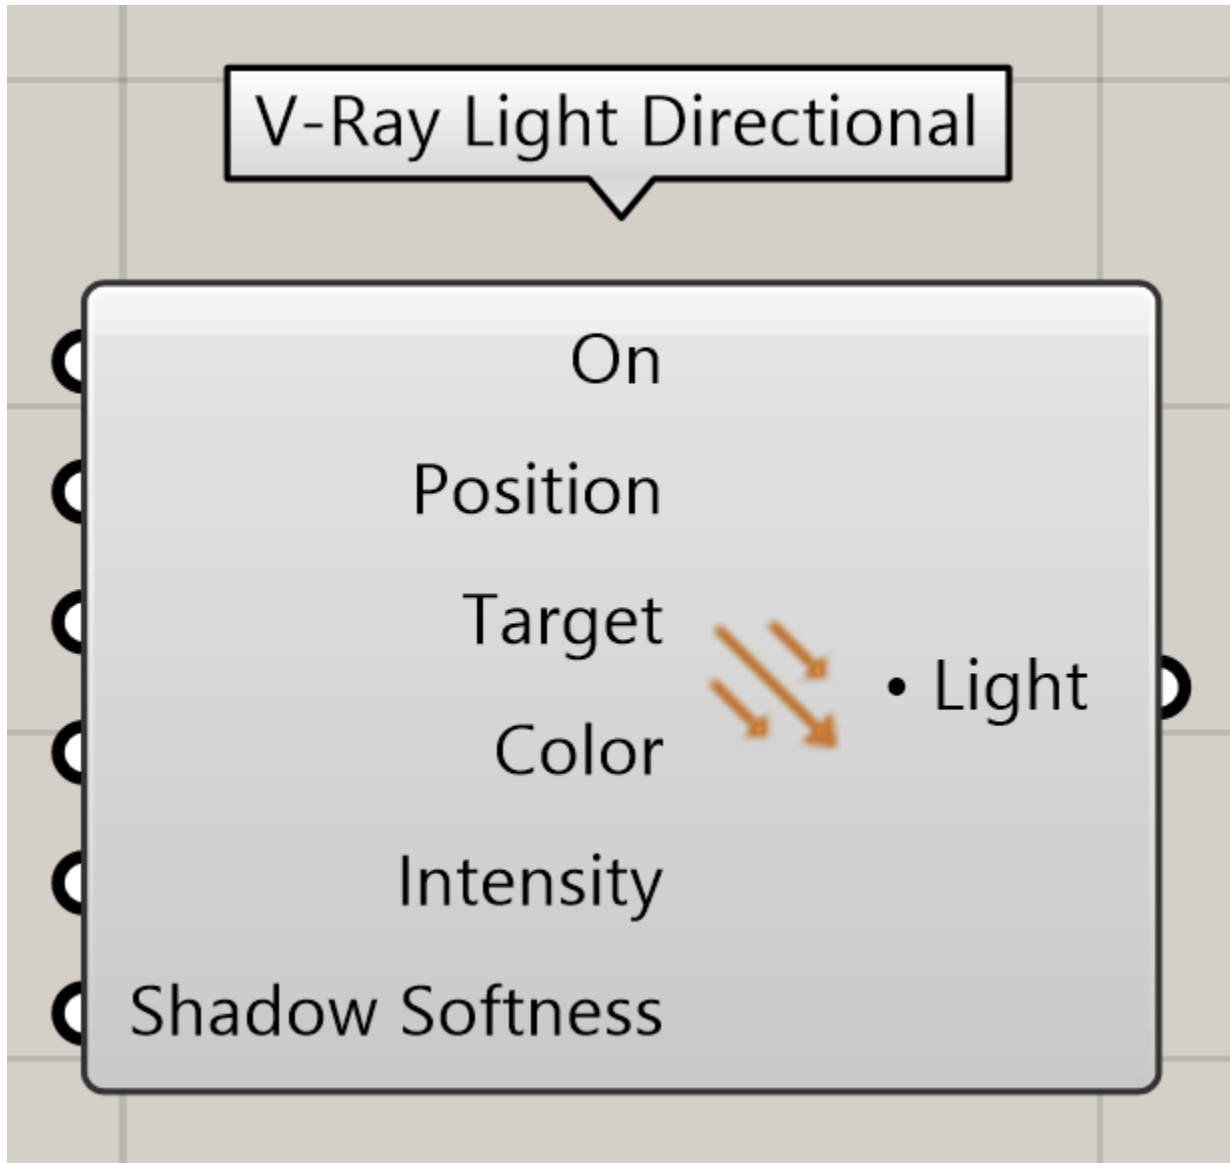 V-Ray Light Directional
On
Position
Target
Color
Intensity
Shadow Softness
• Light